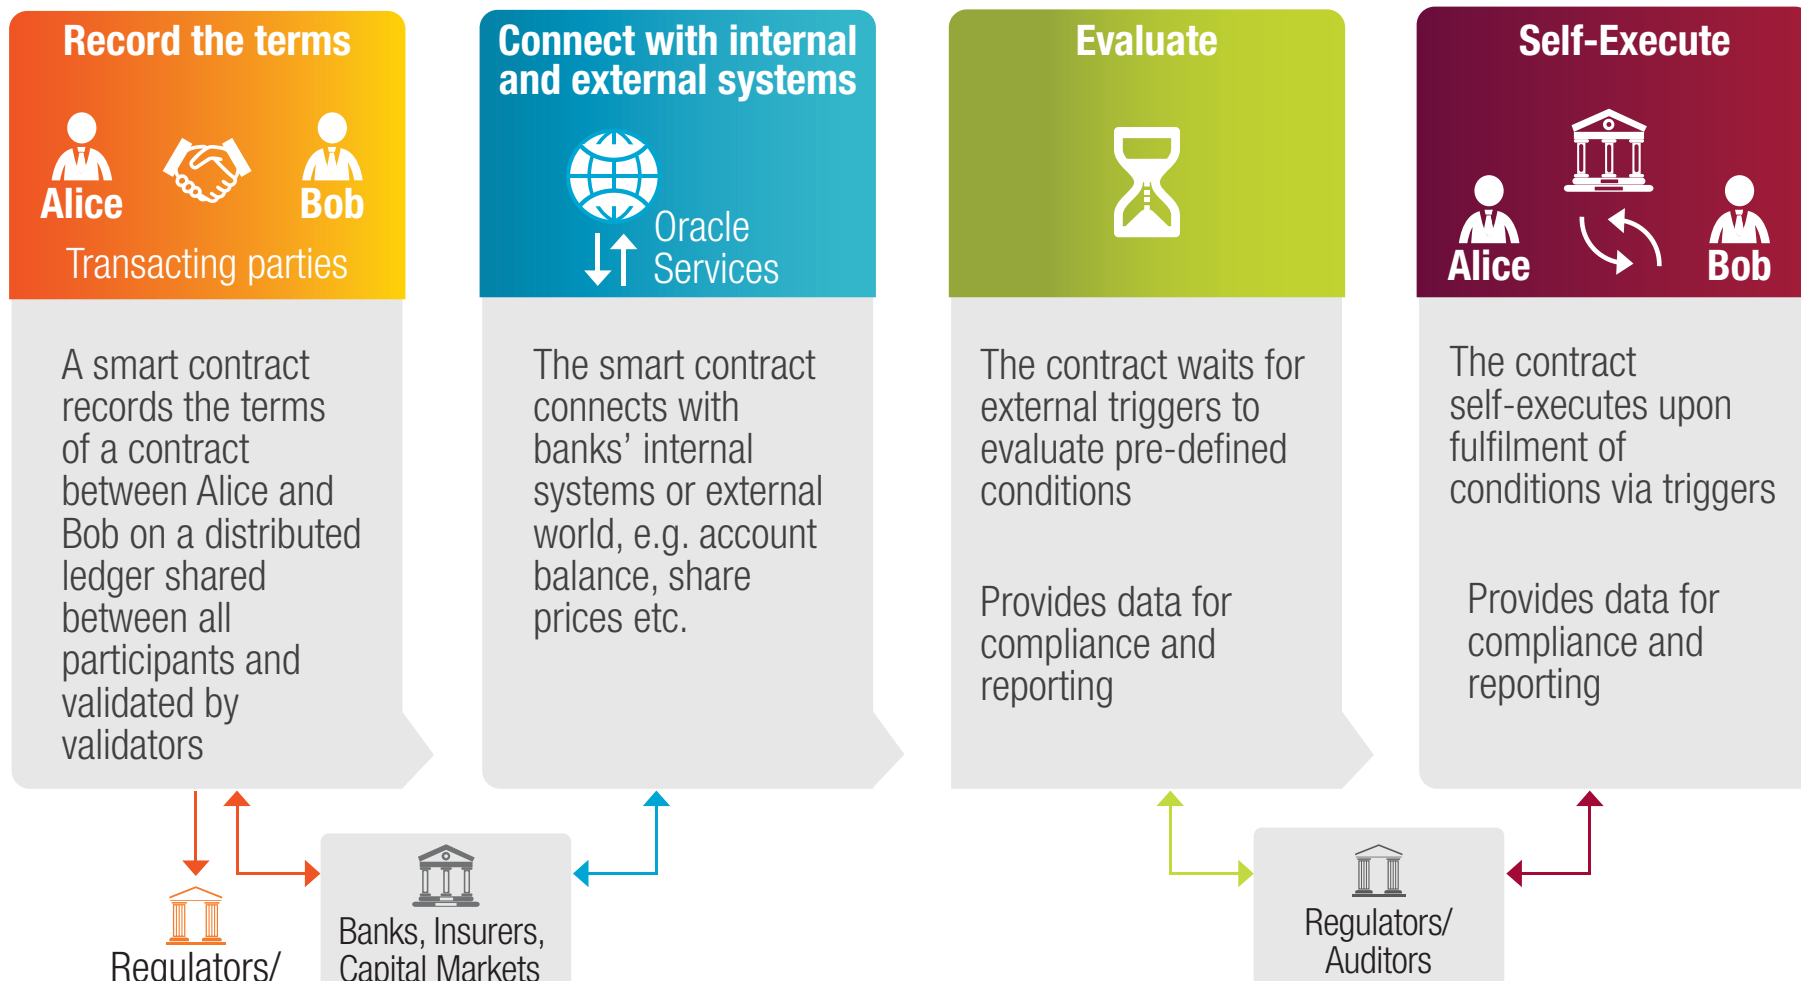 Record the terms
Alice
Bob
Transacting parties
A smart contract
records the terms
of a contract
between Alice and
Bob on a distributed
ledger shared
between all
participants and
validated by
validators
Connect with internal
and external systems
Oracle
Services
The smart contract
connects with
banks’ internal
systems or external
world, e.g. account
balance, share
prices etc.
Evaluate
The contract waits for
external triggers to
evaluate pre-defined
conditions
Provides data for
compliance and
reporting
Self-Execute
Alice
Bob
The contract
self-executes upon
fulfilment of
conditions via triggers
Provides data for
compliance and
reporting
Regulators/
Banks, Insurers,
Capital Markets
Regulators/
Auditors